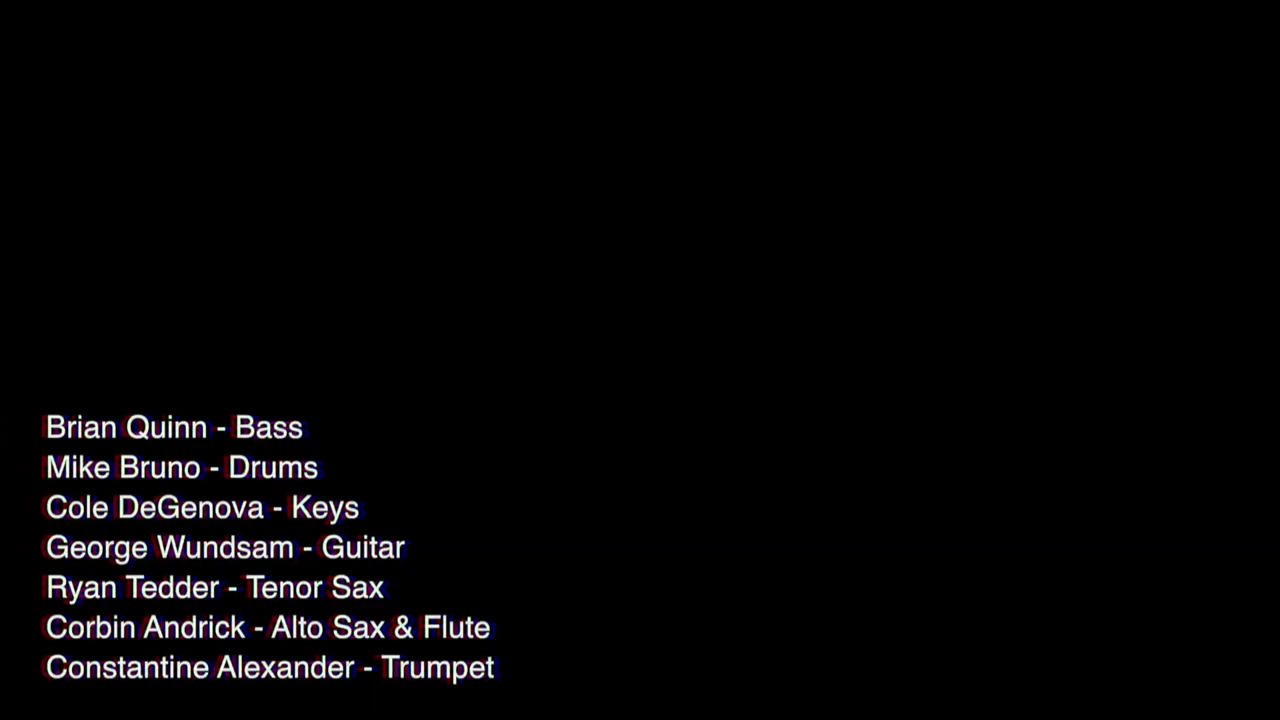 Brian Quinn - Bass
Mike Bruno - Drums
Cole DeGenova - Keys
George Wundsam - Guitar
Ryan Tedder - Tenor Sax
Corbin Andrick - Alto Sax & Flute
Constantine Alexander - Trumpet